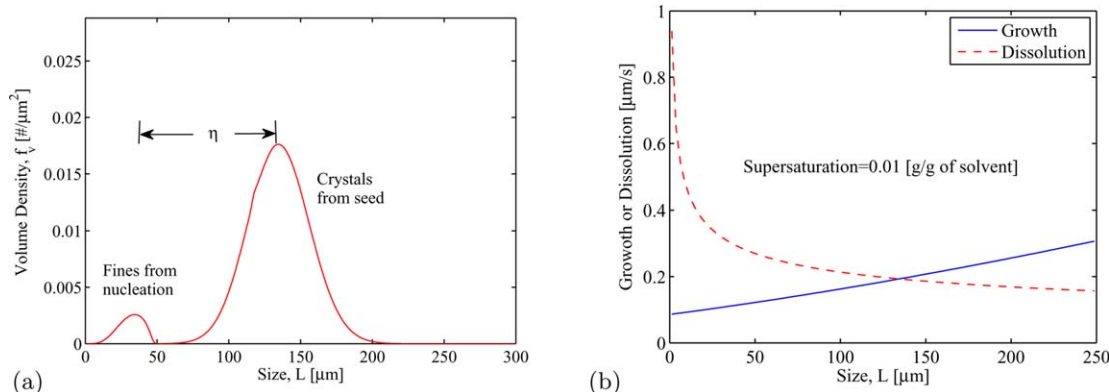 0.025
0.02
0.015
0.01
0.005
0
0 50 100 150 200 250 300
Volume Density, fv [#/μm2]
Size, L [μm]
η
Crystals
from seed
Fines from
nucleation
(a)
1
0.8
0.6
0.4
0.2
0
0 50 100 150 200 250
Growoth or Dissolution [μm/s]
Size, L [μm]
Growth
Dissolution
Supersaturation=0.01 [g/g of solvent]
(b)